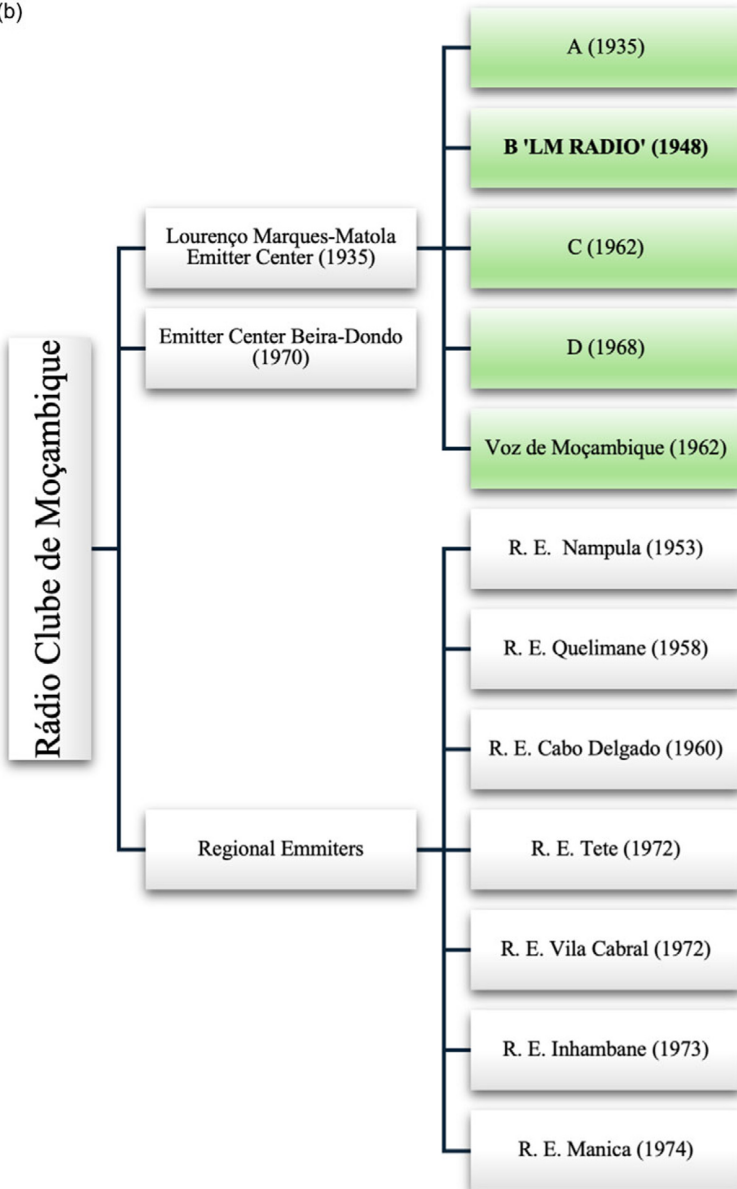 (b)
Rádio Clube de Moçambique
Lourenço Marques-Matola
Emitter Center (1935)
A (1935)
B 'LM RADIO' (1948)
C (1962)
D (1968)
Voz de Moçambique (1962)
Emitter Center Beira-Dondo
(1970)
Regional Emmiters
R. E.  Nampula (1953)
R. E. Quelimane (1958)
R. E. Cabo Delgado (1960)
R. E. Tete (1972)
R. E. Vila Cabral (1972)
R. E. Inhambane (1973)
R. E. Manica (1974)